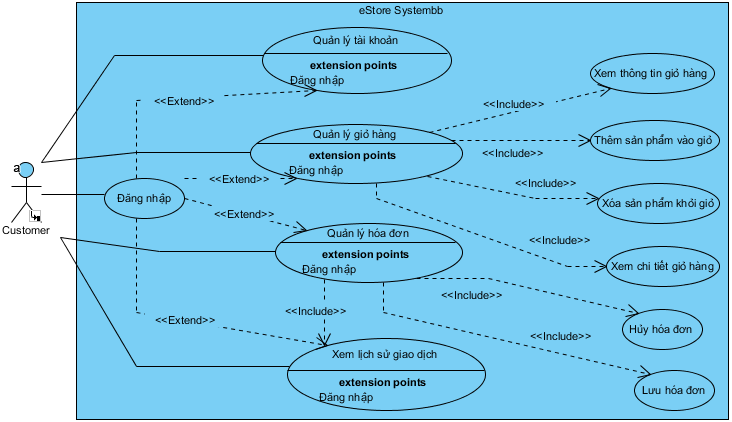 eStore Systembb
Quản lý tài khoản
extension points
Đăng nhập
Xem thông tin giỏ hàng
<<Extend>>
<<Include>>
Quản lý giỏ hàng
extension points
Đăng nhập
Thêm sản phẩm vào giỏ
<<Include>>
a
<<Extend>>
<<Include>>
Đăng nhập
Xóa sản phẩm khỏi giỏ
<<Extend>>
Customer
Quản lý hóa đơn
extension points
Đăng nhập
<<Include>>
Xem chi tiết giỏ hàng
<<Include>>
<<Include>>
<<Extend>>
Hủy hóa đơn
<<Include>>
Xem lịch sử giao dịch
extension points
Đăng nhập
Lưu hóa đơn